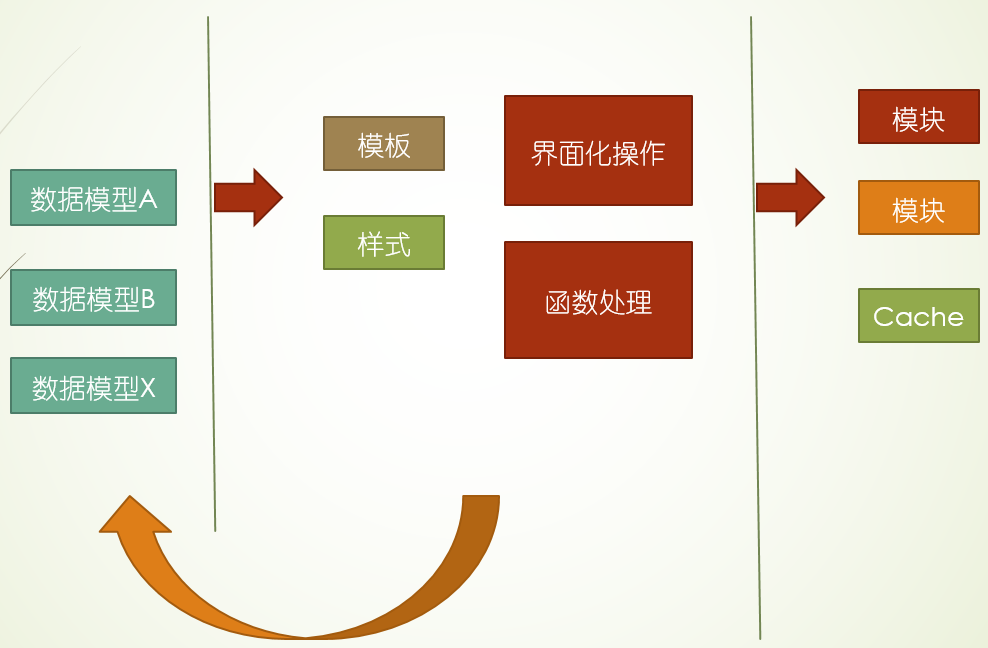 数据模型A
数据模型B
数据模型X
模板
样式
界面化操作
函数处理
模块
模块
Cache